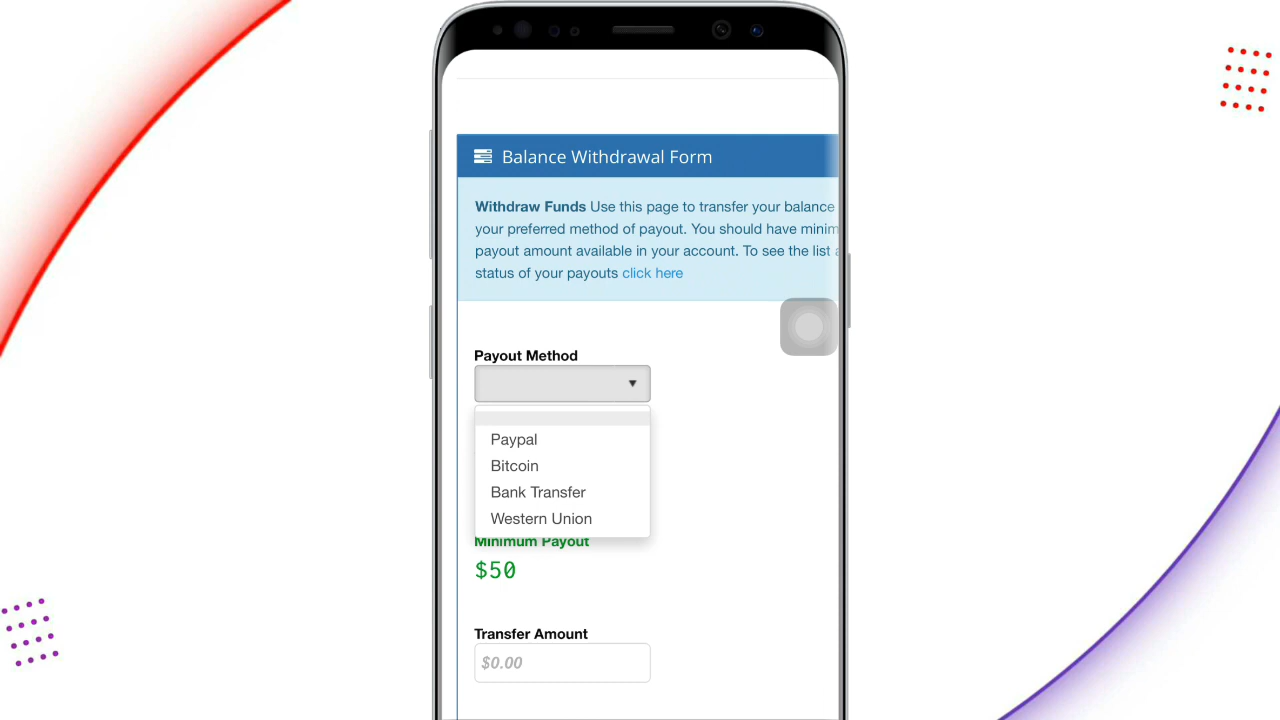 Balance Withdrawal Form
Withdraw Funds Use this page to transfer your balance
your preferred method of payout. You should have
payout amount available in your account. To see the list
status of your payouts click here
Payout Method
Paypal
Bitcoin
Bank Transfer
Western Union
Minimum Payout
$50
Transfer Amount
$0.00